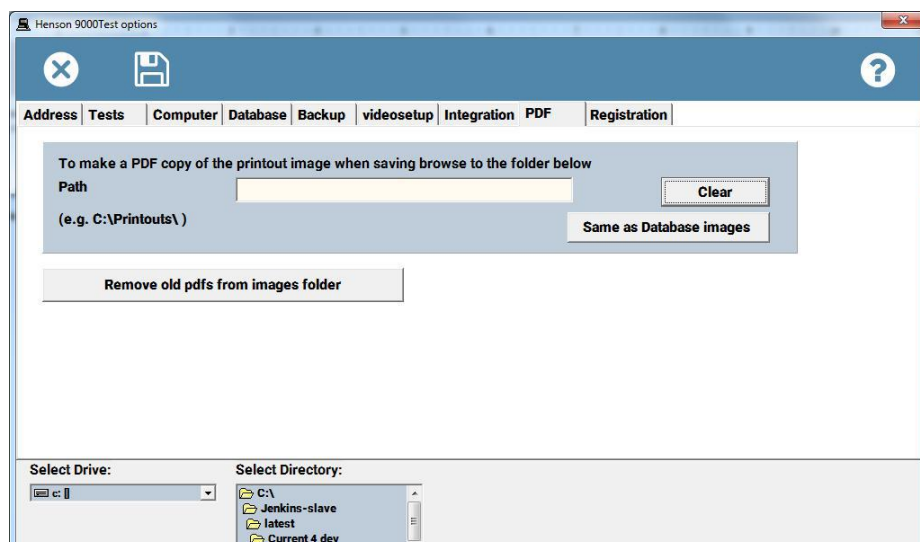 Henson 9000Test options
Address Tests Computer Database Backup videosetup Integration PDF Registration
To make a PDF copy of the printout image when saving browse to the folder below
Path
Clear
(e.g. C:\Printouts\ )
Same as Database images
Remove old pdfs from images folder
Select Drive:
Select Directory:
c: []
C:\
Jenkins-slave
latest
Current 4 dev